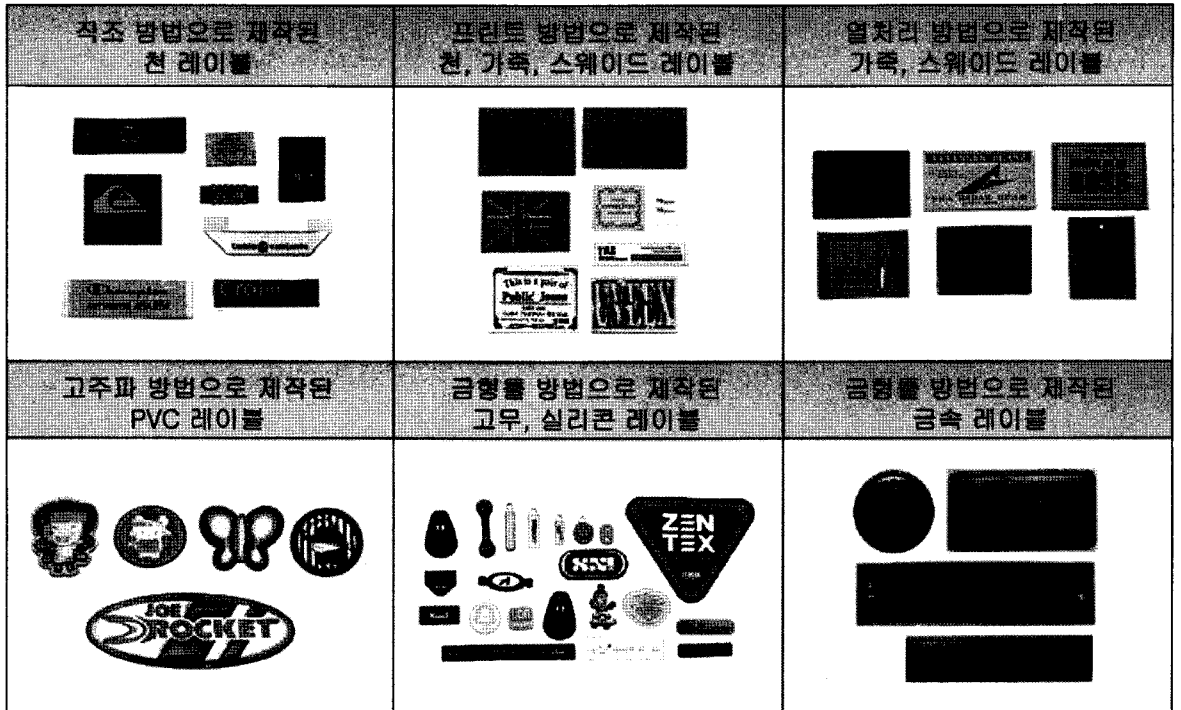 직조 방법으로 제작된
천 레이블
프린트 방법으로 제작된
천, 가죽, 스웨이드 레이블
열처리 방법으로 제작된
가죽, 스웨이드 레이블
This is a pair of
Public Jeans
고주파 방법으로 제작된
PVC 레이블
금형틀 방법으로 제작된
고무, 실리콘 레이블
금형틀 방법으로 제작된
금속 레이블
JOE
ROCKET
ZEN
TEX